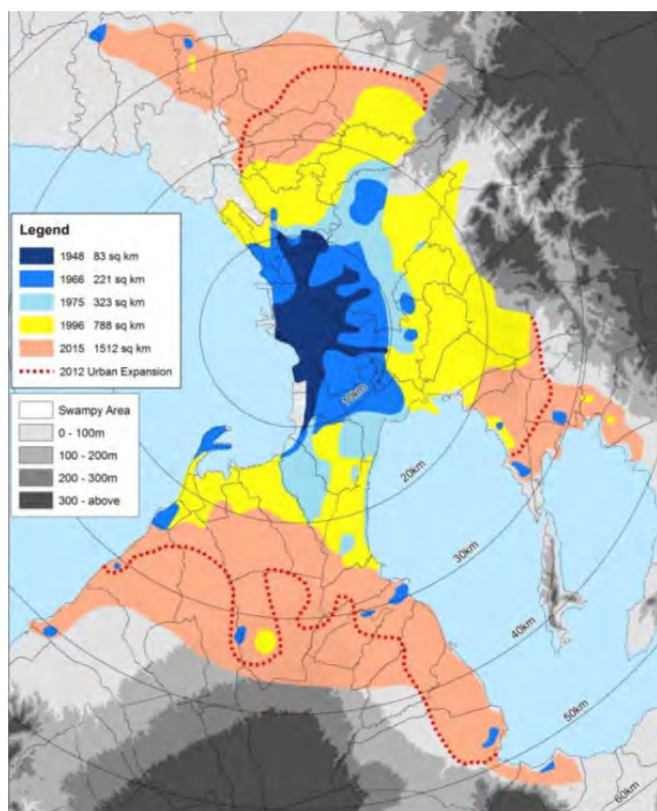 Legend
1948 83 sq km
1966 221 sq km
1975 323 sq km
1996 788 sq km
2015 1512 sq km
2012 Urban Expansion
Swampy Area
0 - 100m
100 - 200m
200 - 300m
300 - above
10km
20km
30km
40km
50km
60km